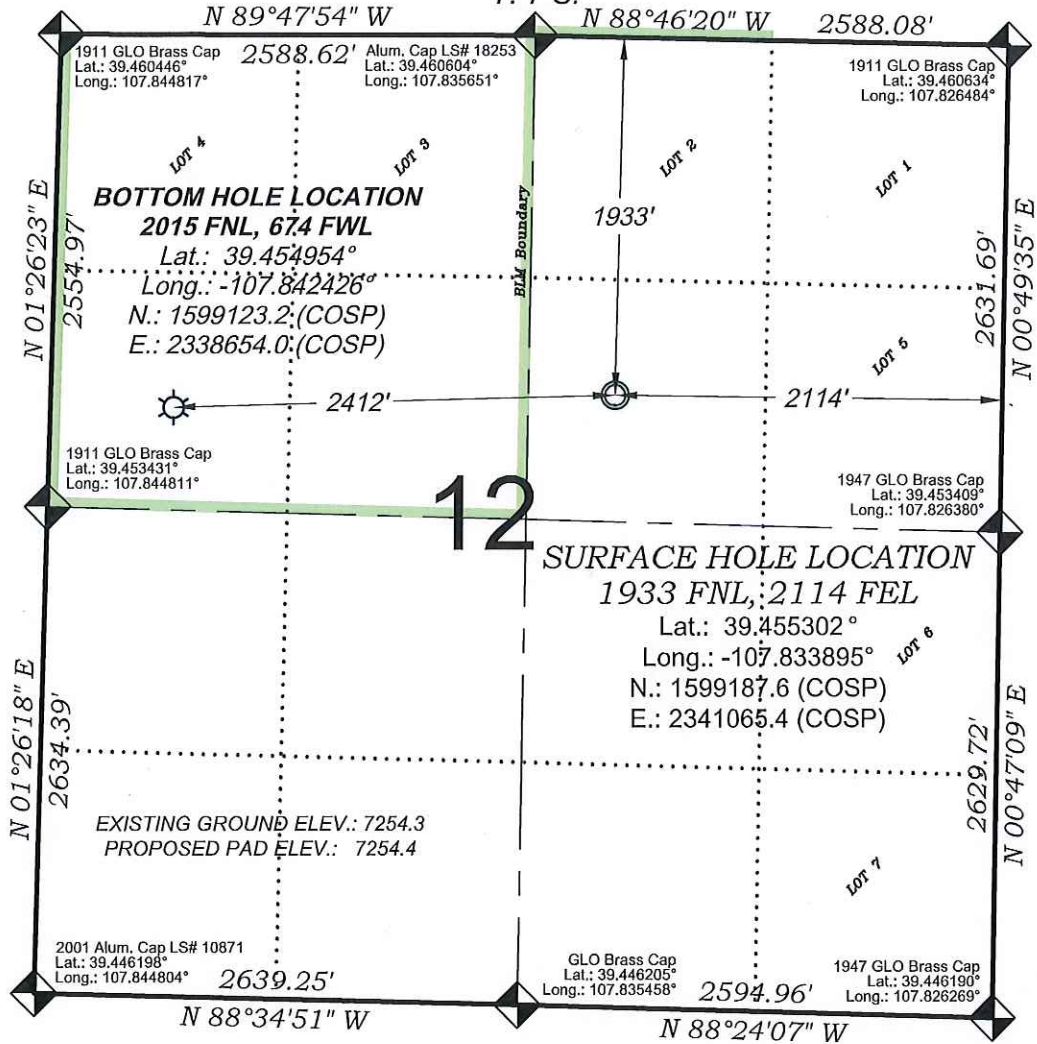 N 89°47'54" W
N 88°46'20" W
2588.08'
1911 GLO Brass Cap
Lat.: 39.460446°
Long.: 107.844817°
2588.62'
Alum. Cap LS# 18253
Lat.: 39.460604°
Long.: 107.835651°
1911 GLO Brass Cap
Lat.: 39.460634°
Long.: 107.826484°
LOT 4
LOT 3
LOT 2
LOT 1
BOTTOM HOLE LOCATION
2015 FNL, 674 FWL
Lat.: 39.454954°
Long.: -107.842426°
N.: 1599123.2 (COSP)
E.: 2338654.0 (COSP)
N 01°26'23" E
2554.97'
BLM Boundary
1933'
2631.69'
N 00°49'35" E
LOT 5
2412'
2114'
1911 GLO Brass Cap
Lat.: 39.453431°
Long.: 107.844811°
1947 GLO Brass Cap
Lat.: 39.453409°
Long.: 107.826380°
12
SURFACE HOLE LOCATION
1933 FNL, 2114 FEL
Lat.: 39.455302°
Long.: -107.833895°
N.: 1599187.6 (COSP)
E.: 2341065.4 (COSP)
LOT 6
N 01°26'18" E
2634.39'
2629.72'
N 00°47'09" E
EXISTING GROUND ELEV.: 7254.3
PROPOSED PAD ELEV.: 7254.4
LOT 7
2001 Alum. Cap LS# 10871
Lat.: 39.446198°
Long.: 107.844804°
2639.25'
GLO Brass Cap
Lat.: 39.446205°
Long.: 107.835458°
2594.96'
1947 GLO Brass Cap
Lat.: 39.446190°
Long.: 107.826269°
N 88°34'51" W
N 88°24'07" W